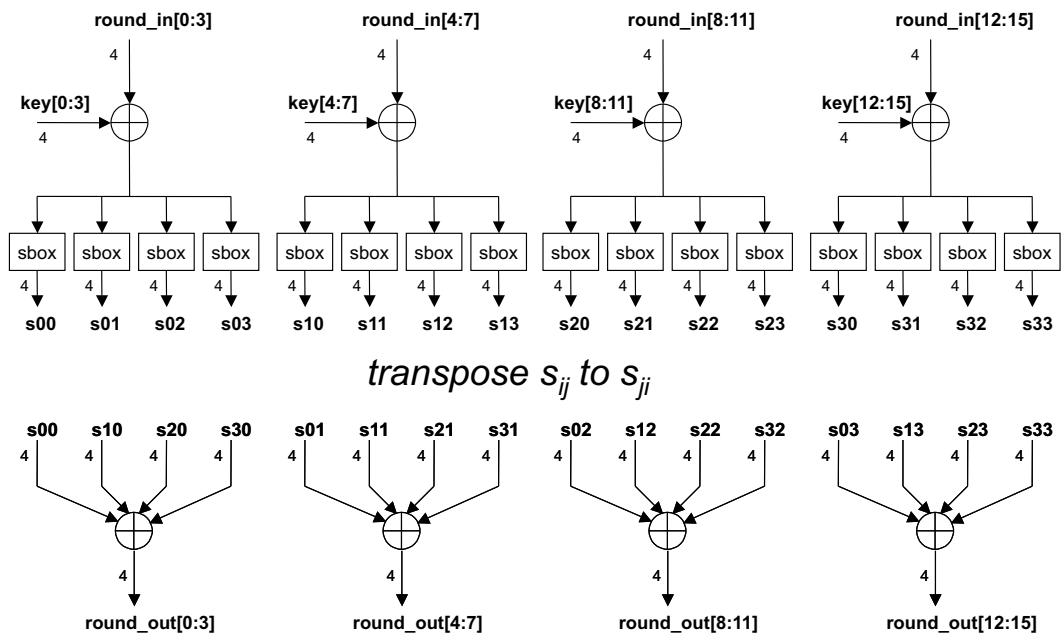 round_in[0:3] round_in[4:7] round_in[8:11] round_in[12:15]
4 4 4 4
key[0:3] key[4:7] key[8:11] key[12:15]
4 4 4 4
sbox sbox sbox sbox sbox sbox sbox sbox sbox sbox sbox sbox sbox sbox sbox sbox
4 4 4 4 4 4 4 4 4 4 4 4 4 4 4 4
s00 s01 s02 s03 s10 s11 s12 s13 s20 s21 s22 s23 s30 s31 s32 s33
transpose sij to sji
s00 s10 s20 s30 s01 s11 s21 s31 s02 s12 s22 s32 s03 s13 s23 s33
4 4 4 4 4 4 4 4 4 4 4 4 4 4 4 4
4 4 4 4
round_out[0:3] round_out[4:7] round_out[8:11] round_out[12:15]